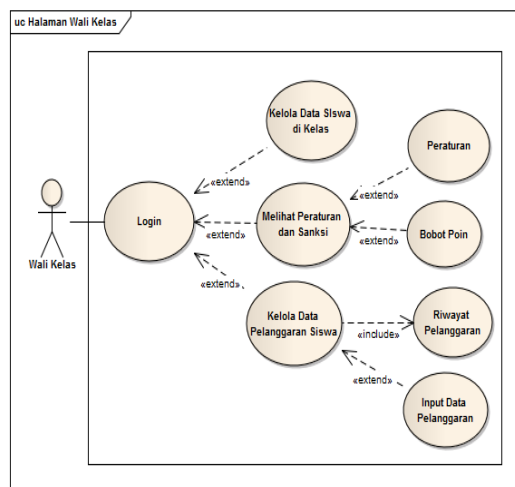 uc Halaman Wali Kelas
Kelola Data SIswa
di Kelas
Peraturan
«extend»
«extend»
Login
Melihat Peraturan
dan Sanksi
«extend»
Bobot Poin
«extend»
Wali Kelas
«extend»
Kelola Data
Pelanggaran Siswa
Riwayat
Pelanggaran
«include»
«extend»
Input Data
Pelanggaran